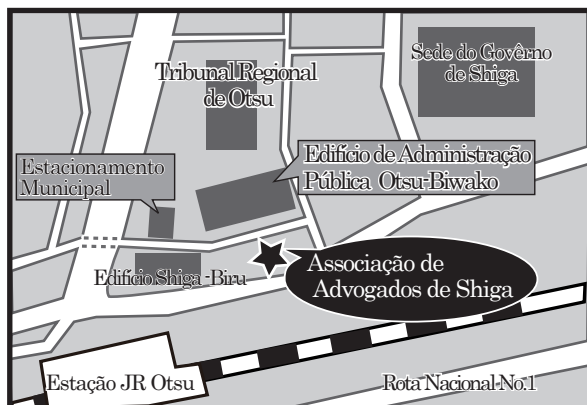 Tribunal Regional
de Otsu
Sede do Govêrno
de Shiga
Estacionamento
Municipal
Edifício de Administração
Pública Otsu-Biwako
Edifício Shiga-Biru
Associação de
Advogados de Shiga
Estação JR Otsu
Rota Nacional No.1